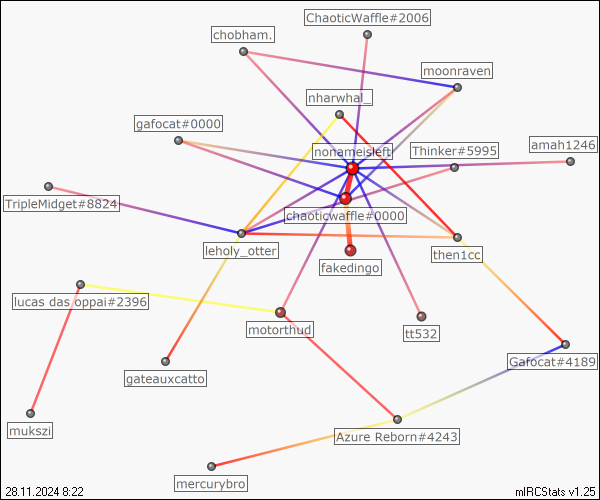 ChaoticWaffle#2006
chobham.
moonraven
nharwhal_
gafocat#0000
nonameisleft
Thinker#5995
amah1246
TripleMidget#8824
chaoticwaffle#0000
leholy_otter
then1cc
fakedingo
lucas das oppai#2396
motorthud
tt532
Gafocat#4189
gateauxcatto
mukszi
Azure Reborn#4243
mercurybro
28.11.2024 8:22
mIRCStats v1.25